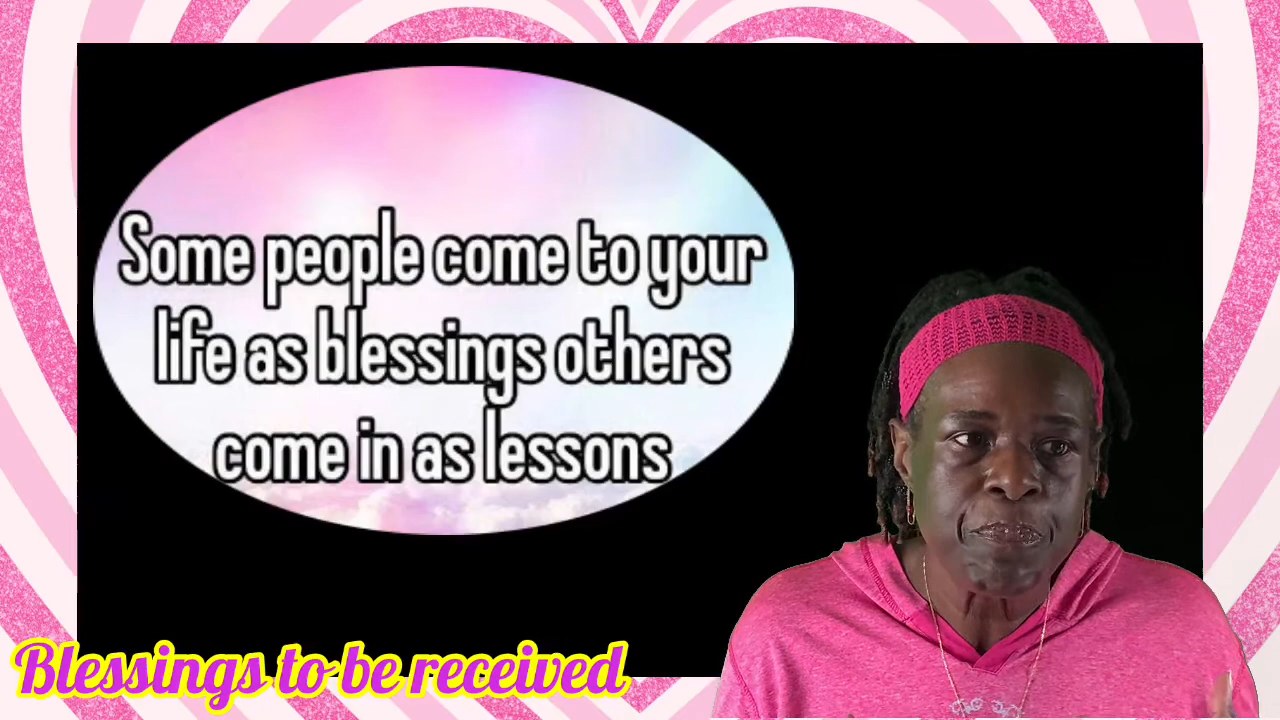 Some people come to your
life as blessings others
come in as lessons
Blessings to be received